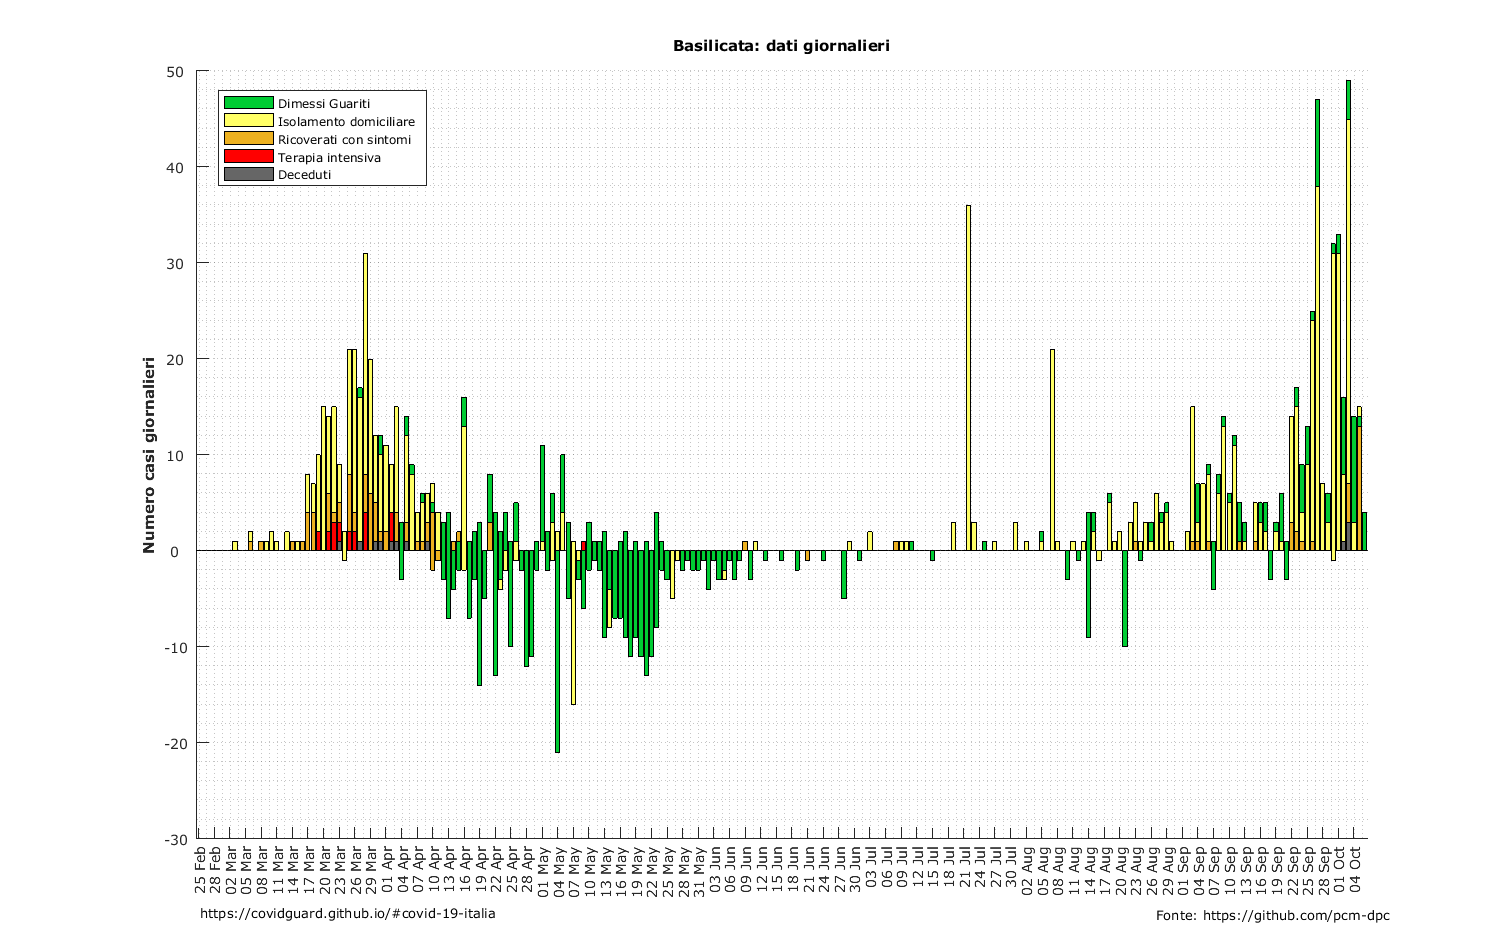 Basilicata: dati giornalieri
Numero casi giornalieri
50
40
30
20
10
0
-10
-20
-30
Dimessi Guariti
Isolamento domiciliare
Ricoverati con sintomi
Terapia intensiva
Deceduti
25 Feb
28 Feb
02 Mar
05 Mar
08 Mar
11 Mar
14 Mar
17 Mar
20 Mar
23 Mar
26 Mar
29 Mar
01 Apr
04 Apr
07 Apr
10 Apr
13 Apr
16 Apr
19 Apr
22 Apr
25 Apr
28 Apr
01 May
04 May
07 May
10 May
13 May
16 May
19 May
22 May
25 May
28 May
31 May
03 Jun
06 Jun
09 Jun
12 Jun
15 Jun
18 Jun
21 Jun
24 Jun
27 Jun
30 Jun
03 Jul
06 Jul
09 Jul
12 Jul
15 Jul
18 Jul
21 Jul
24 Jul
27 Jul
30 Jul
02 Aug
05 Aug
08 Aug
11 Aug
14 Aug
17 Aug
20 Aug
23 Aug
26 Aug
29 Aug
01 Sep
04 Sep
07 Sep
10 Sep
13 Sep
16 Sep
19 Sep
22 Sep
25 Sep
28 Sep
01 Oct
04 Oct
https://covidguard.github.io/#covid-19-italia
Fonte: https://github.com/pcm-dpc